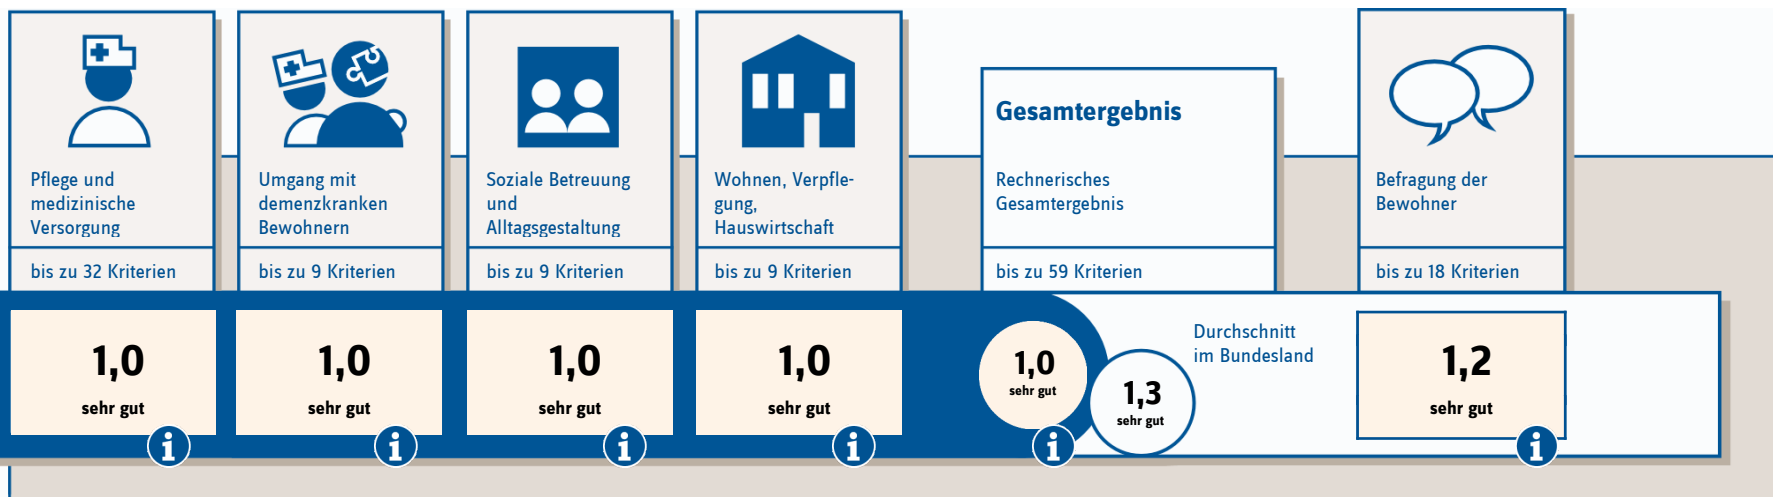 Pflege und
medizinische
Versorgung
bis zu 32 Kriterien
1,0
sehr gut
Umgang mit
demenzkranken
Bewohnern
bis zu 9 Kriterien
1,0
sehr gut
Soziale Betreuung
und
Alltagsgestaltung
bis zu 9 Kriterien
1,0
sehr gut
Wohnen, Verpfle-
gung,
Hauswirtschaft
bis zu 9 Kriterien
1,0
sehr gut
Gesamtergebnis
Rechnerisches
Gesamtergebnis
bis zu 59 Kriterien
1,0
sehr gut
1,3
sehr gut
Durchschnitt
im Bundesland
Befragung der
Bewohner
bis zu 18 Kriterien
1,2
sehr gut